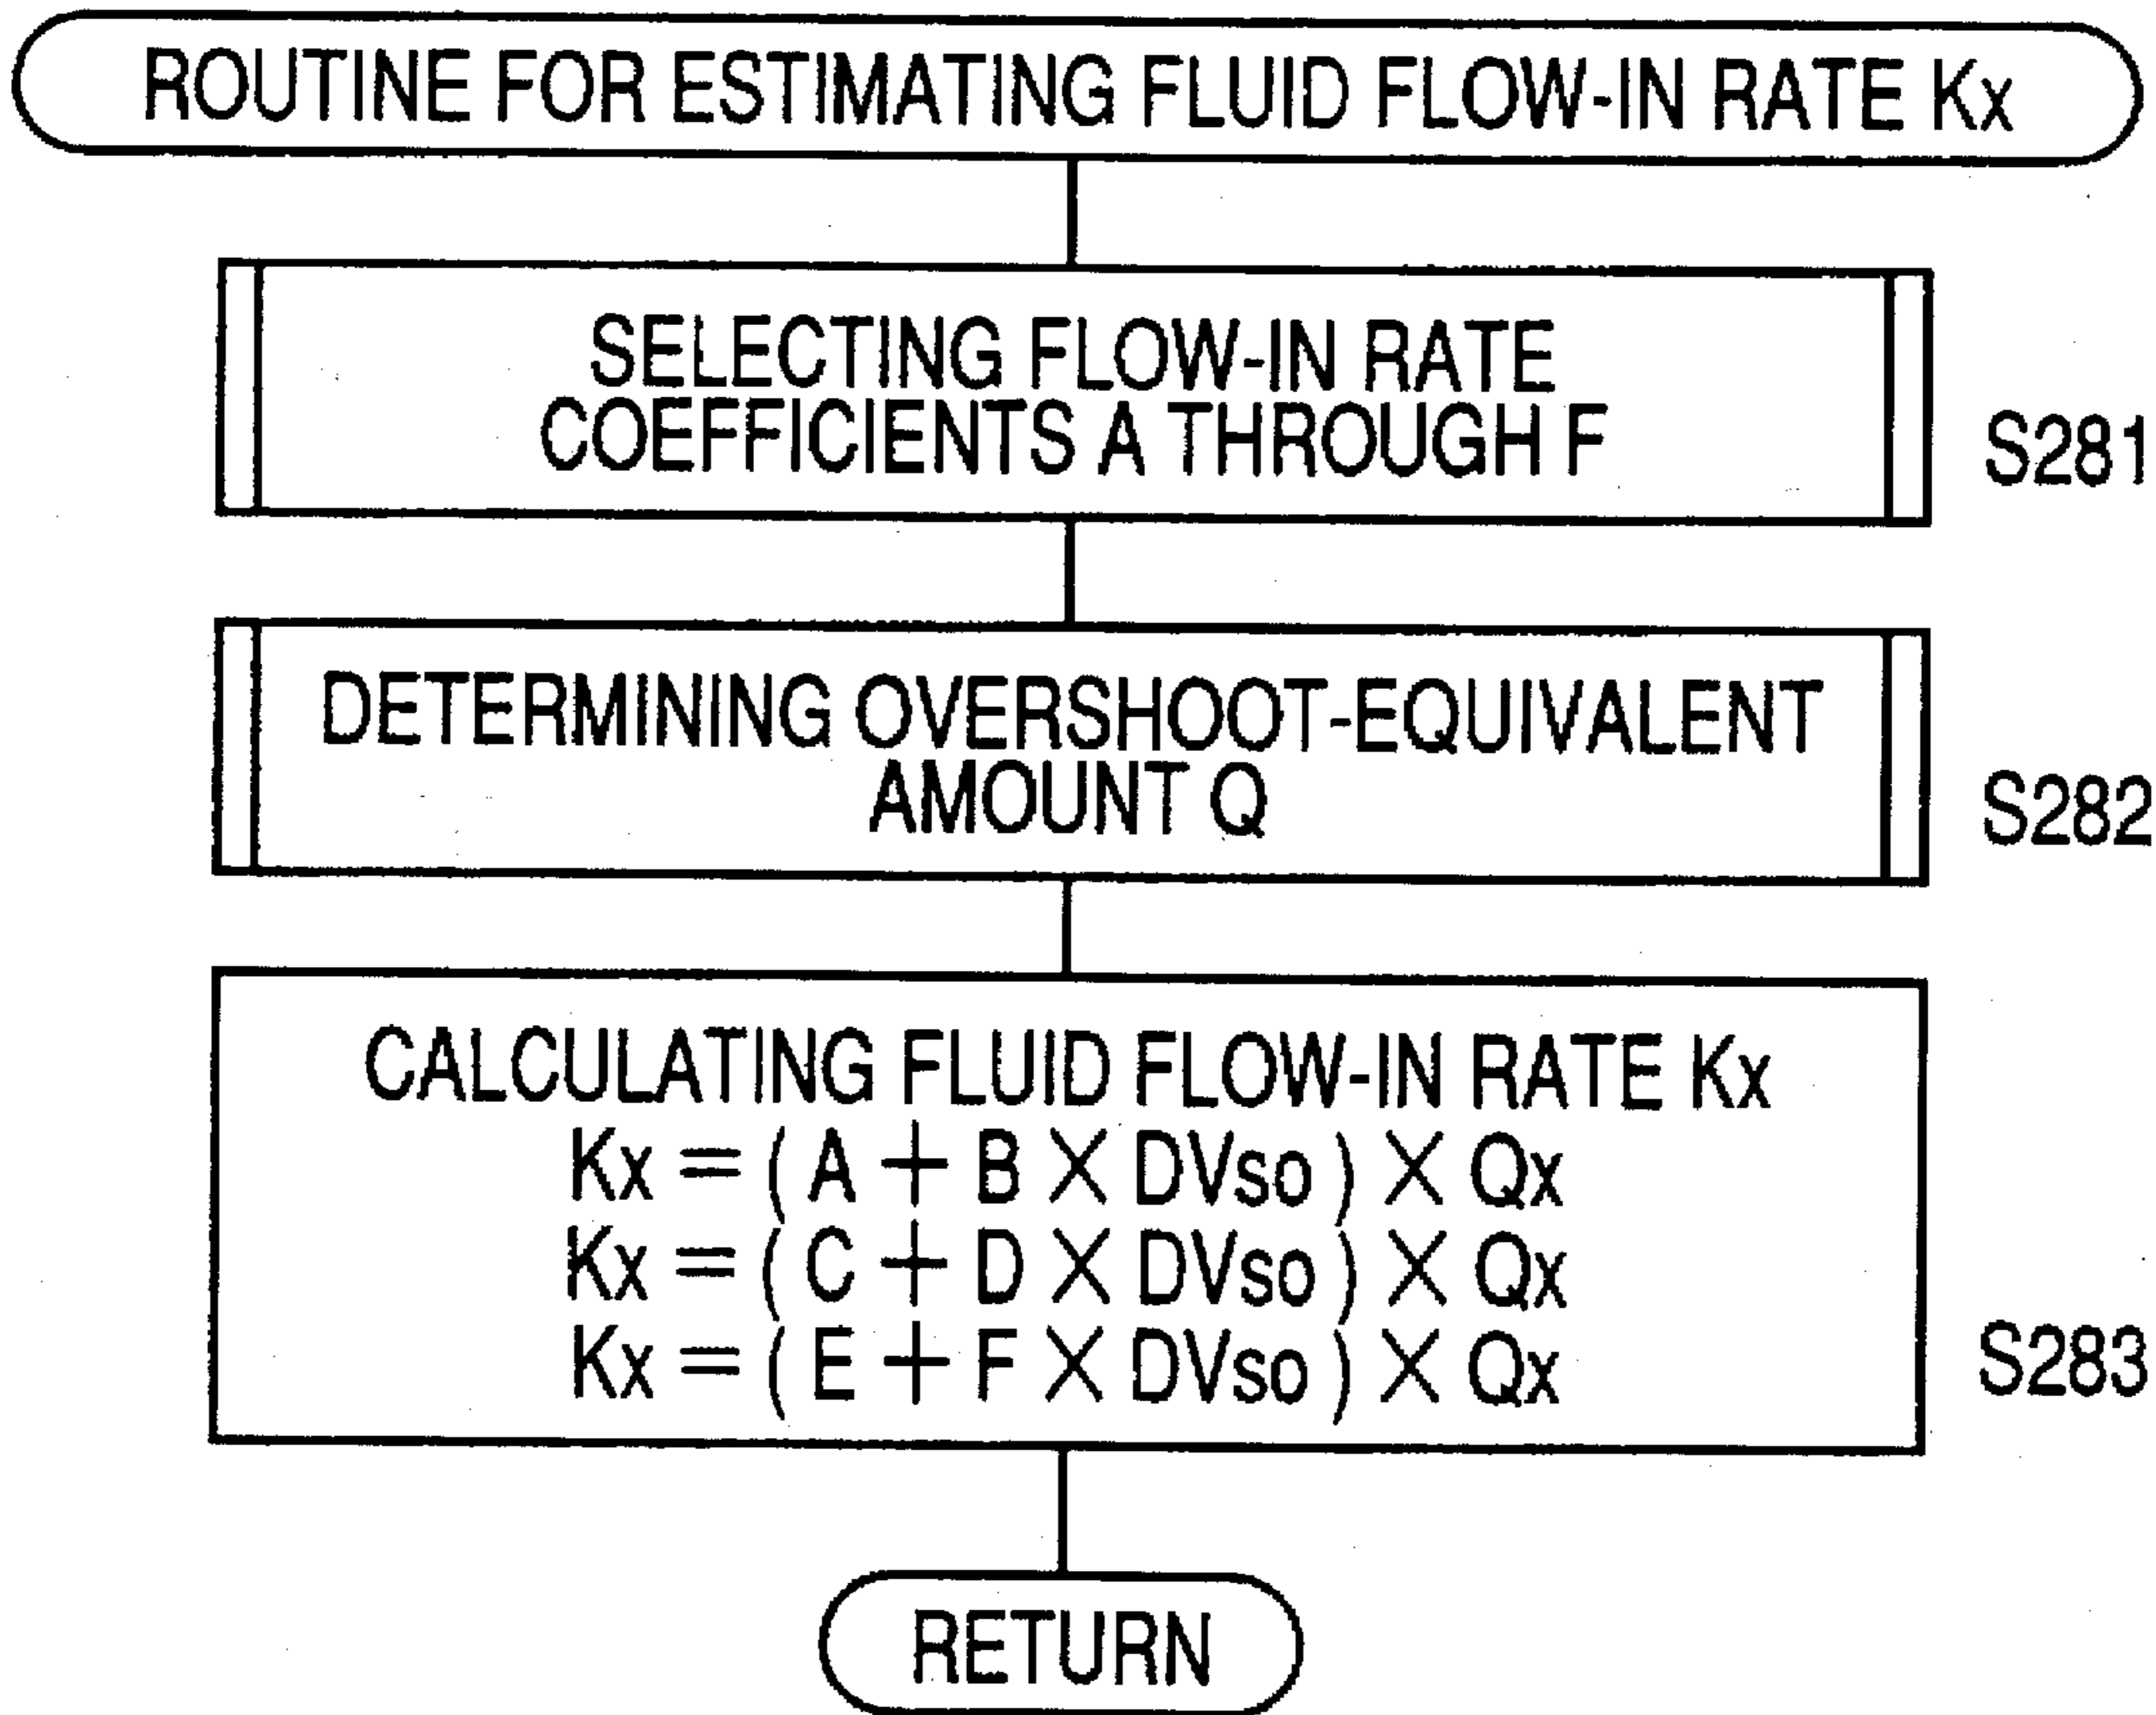 ROUTINE FOR ESTIMATING FLUID FLOW-IN RATE Kx
SELECTING FLOW-IN RATE
COEFFICIENTS A THROUGH F
S281
DETERMINING OVERSHOOT-EQUIVALENT
AMOUNT Q
S282
CALCULATING FLUID FLOW-IN RATE Kx
Kx = ( A + B × DVso ) × Qx
Kx = ( C + D × DVso ) × Qx
Kx = ( E + F × DVso ) × Qx
S283
RETURN